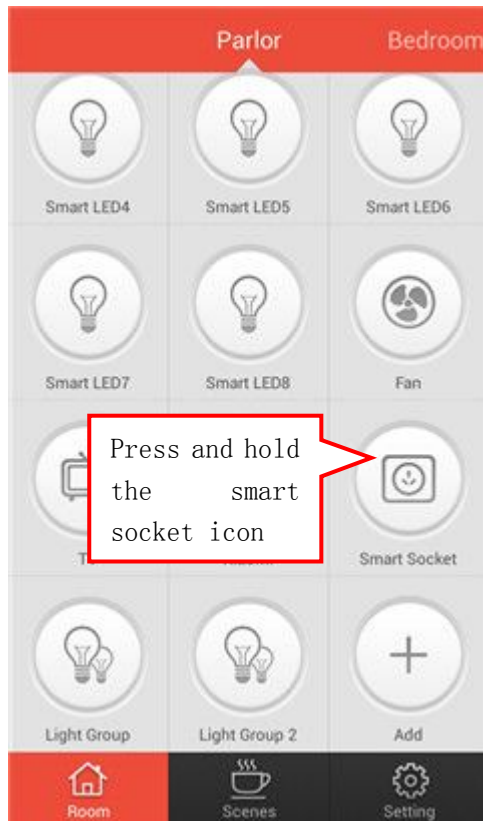 Parlor Bedroom
Smart LED4 Smart LED5 Smart LED6
Smart LED7 Smart LED8 Fan
Press and hold
the smart
socket icon
Smart Socket
Light Group Light Group 2 Add
Room Scenes Setting